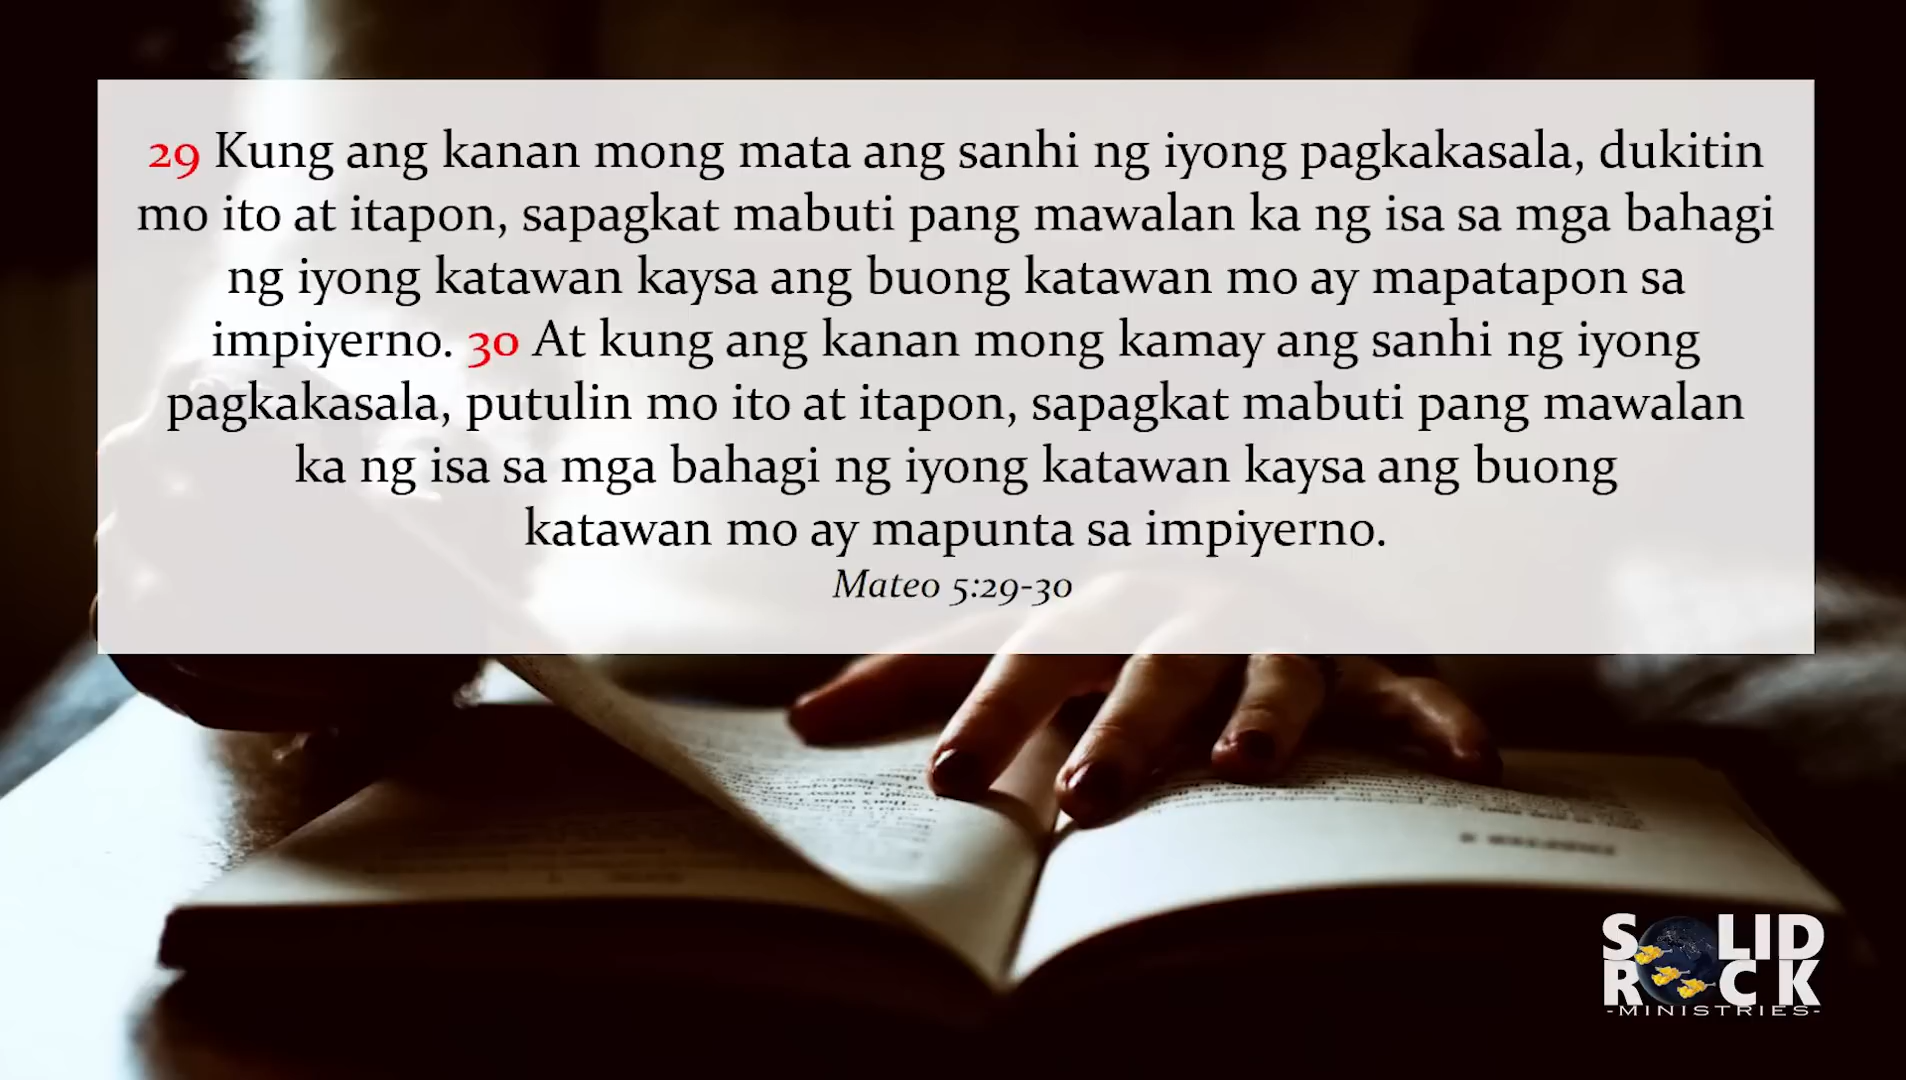 29 Kung ang kanan mong mata ang sanhi ng iyong pagkakasala, dukitin
mo ito at itapon, sapagkat mabuti pang mawalan ka ng isa sa mga bahagi
ng iyong katawan kaysa ang buong katawan mo ay mapatapon sa
impiyerno. 30 At kung ang kanan mong kamay ang sanhi ng iyong
pagkakasala, putulin mo ito at itapon, sapagkat mabuti pang mawalan
ka ng isa sa mga bahagi ng iyong katawan kaysa ang buong
katawan mo ay mapunta sa impiyerno.
Mateo 5:29-30
SOLID
ROCK
-MINISTRIES-